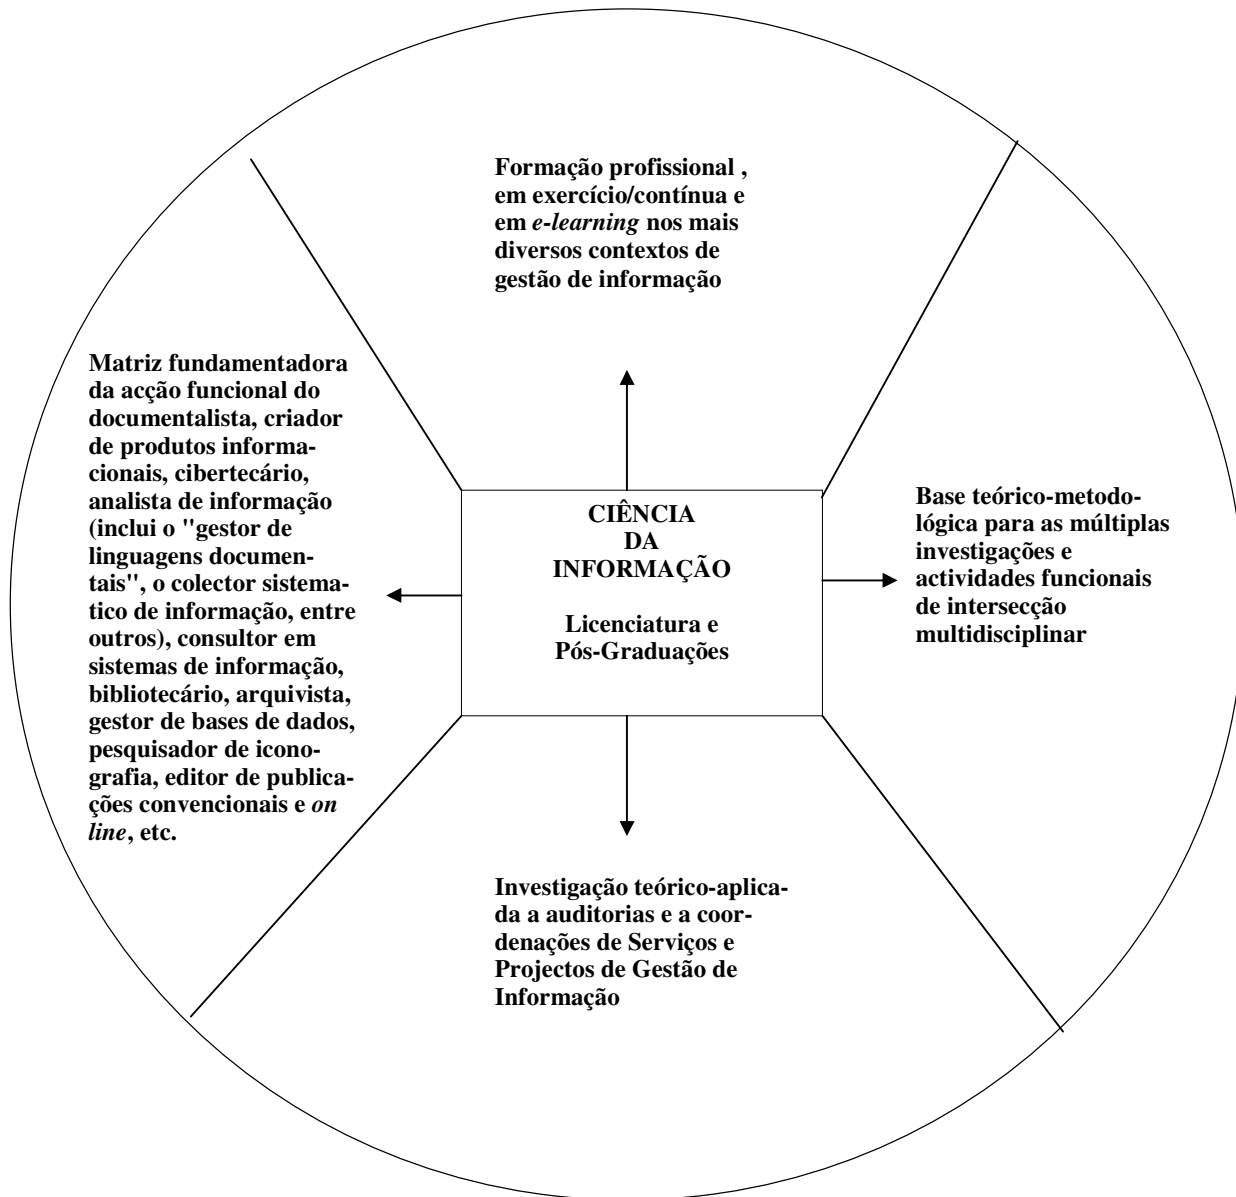 Formação profissional ,
em exercício/contínua e
em e-learning nos mais
diversos contextos de
gestão de informação
Matriz fundamentadora
da acção funcional do
documentalista, criador
de produtos informa-
cionais, cibertecário,
analista de informação
(inclui o "gestor de
linguagens documen-
tais", o colector sistema-
tico de informação, entre
outros), consultor em
sistemas de informação,
bibliotecário, arquivista,
gestor de bases de dados,
pesquisador de icono-
grafia, editor de publica-
ções convencionais e on
line, etc.
CIÊNCIA
DA
INFORMAÇÃO
Licenciatura e
Pós-Graduações
Base teórico-metodo-
lógica para as múltiplas
investigações e
actividades funcionais
de intersecção
multidisciplinar
Investigação teórico-aplica-
da a auditorias e a coor-
denações de Serviços e
Projectos de Gestão de
Informação